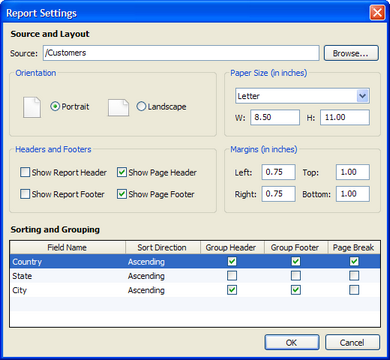 Report Settings
Source and Layout
Source: /Customers Browse...
Orientation
Portrait Landscape
Paper Size (in inches)
Letter
W: 8.50 H: 11.00
Headers and Footers
Show Report Header Show Page Header
Show Report Footer Show Page Footer
Margins (in inches)
Left: 0.75 Top: 1.00
Right: 0.75 Bottom: 1.00
Sorting and Grouping
Field Name Sort Direction Group Header Group Footer Page Break
Country Ascending
State Ascending
City Ascending
OK Cancel